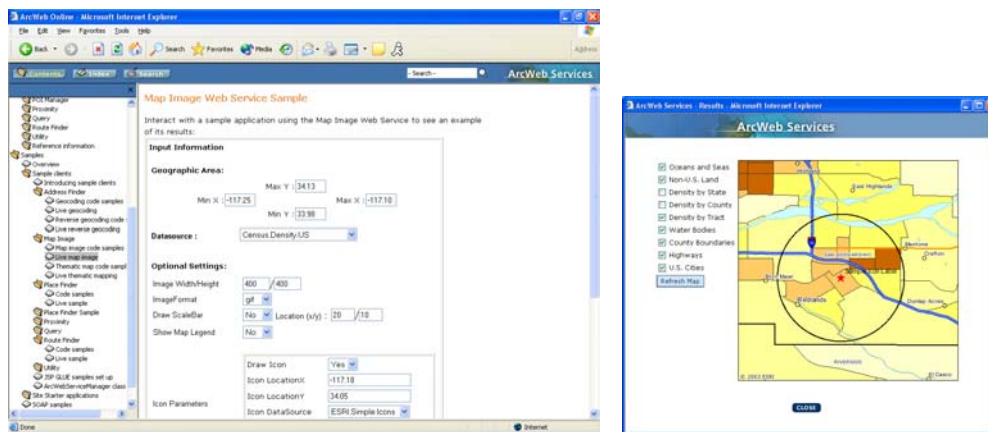 ArcWeb Online - Microsoft Internet Explorer
File Edit View Favorites Tools Help
Back Search Favorites Media Address
Contents Index Search - Search - ArcWeb Services
POI Manager
Proximity
Query
Route Finder
Utility
Reference information
Samples
Overview
Sample clients
Introducing sample clients
Address Finder
Geocoding code samples
Live geocoding
Reverse geocoding code
Live reverse geocoding
Map Image
Map image code samples
Live map image
Thematic map code sampl
Live thematic mapping
Place Finder
Code samples
Live sample
Place Finder Sample
Proximity
Query
Route Finder
Code samples
Live sample
Utility
JSP GLUE samples set up
ArcWebServiceManager class
Site Starter applications
SOAP samples
Map Image Web Service Sample
Interact with a sample application using the Map Image Web Service to see an example
of its results:
Input Information
Geographic Area:
Max Y : 34.13
Min X : -117.25 Max X : -117.10
Min Y : 33.98
Datasource : Census.Density.US
Optional Settings:
Image Width/Height 400 / 400
ImageFormat gif
Draw ScaleBar No Location (x/y) : 20 / 10
Show Map Legend No
Icon Parameters
Draw Icon Yes
Icon LocationX -117.18
Icon LocationY 34.05
Icon DataSource ESRI.Simple.Icons
Done Internet
ArcWeb Services - Results - Microsoft Internet Explorer
ArcWeb Services
Oceans and Seas
Non-U.S. Land
Density by State
Density by County
Density by Tract
Water Bodies
County Boundaries
Highways
U.S. Cities
Refresh Map
Highland
East Highlands
Mentone
Crafton
Sample Icon Label
Bryn Mawr
Redlands
Dunlap Acres
El Casco
© 2003 ESRI
CLOSE